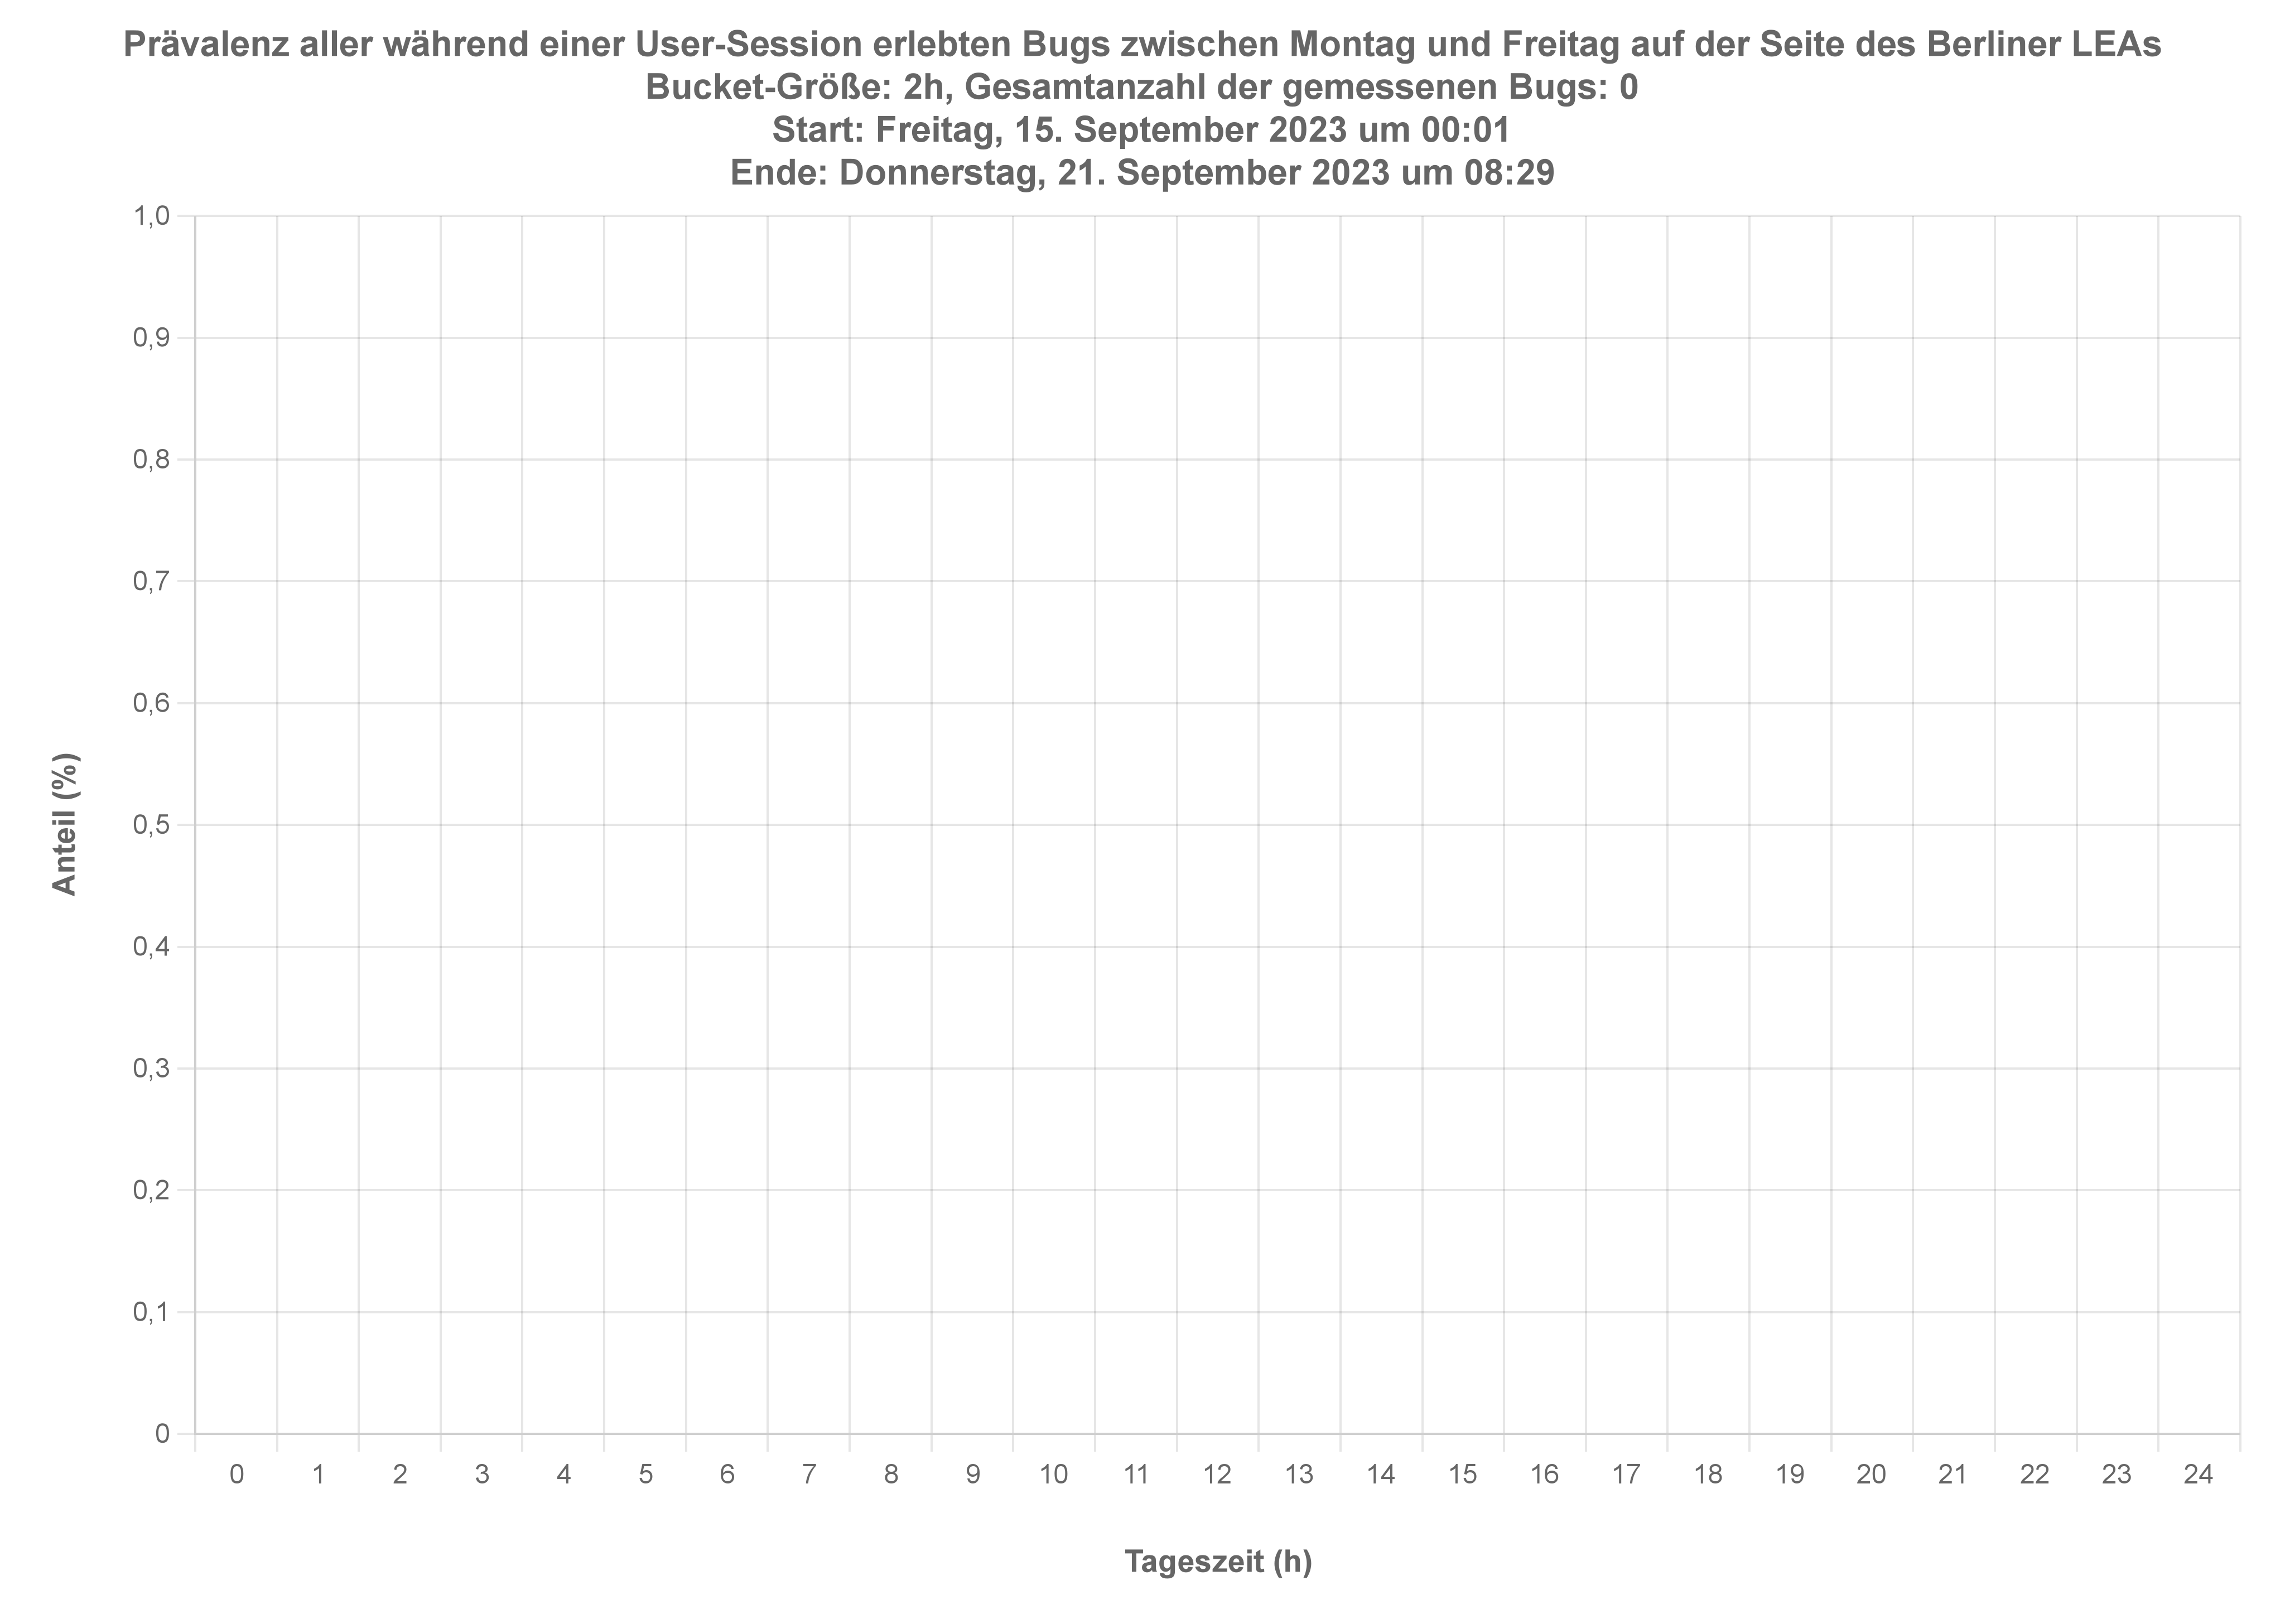 Prävalenz aller während einer User-Session erlebten Bugs zwischen Montag und Freitag auf der Seite des Berliner LEAs
Bucket-Größe: 2h, Gesamtanzahl der gemessenen Bugs: 0
Start: Freitag, 15. September 2023 um 00:01
Ende: Donnerstag, 21. September 2023 um 08:29
1,0
0,9
0,8
0,7
0,6
0,5
0,4
0,3
0,2
0,1
0
Anteil (%)
0 1 2 3 4 5 6 7 8 9 10 11 12 13 14 15 16 17 18 19 20 21 22 23 24
Tageszeit (h)